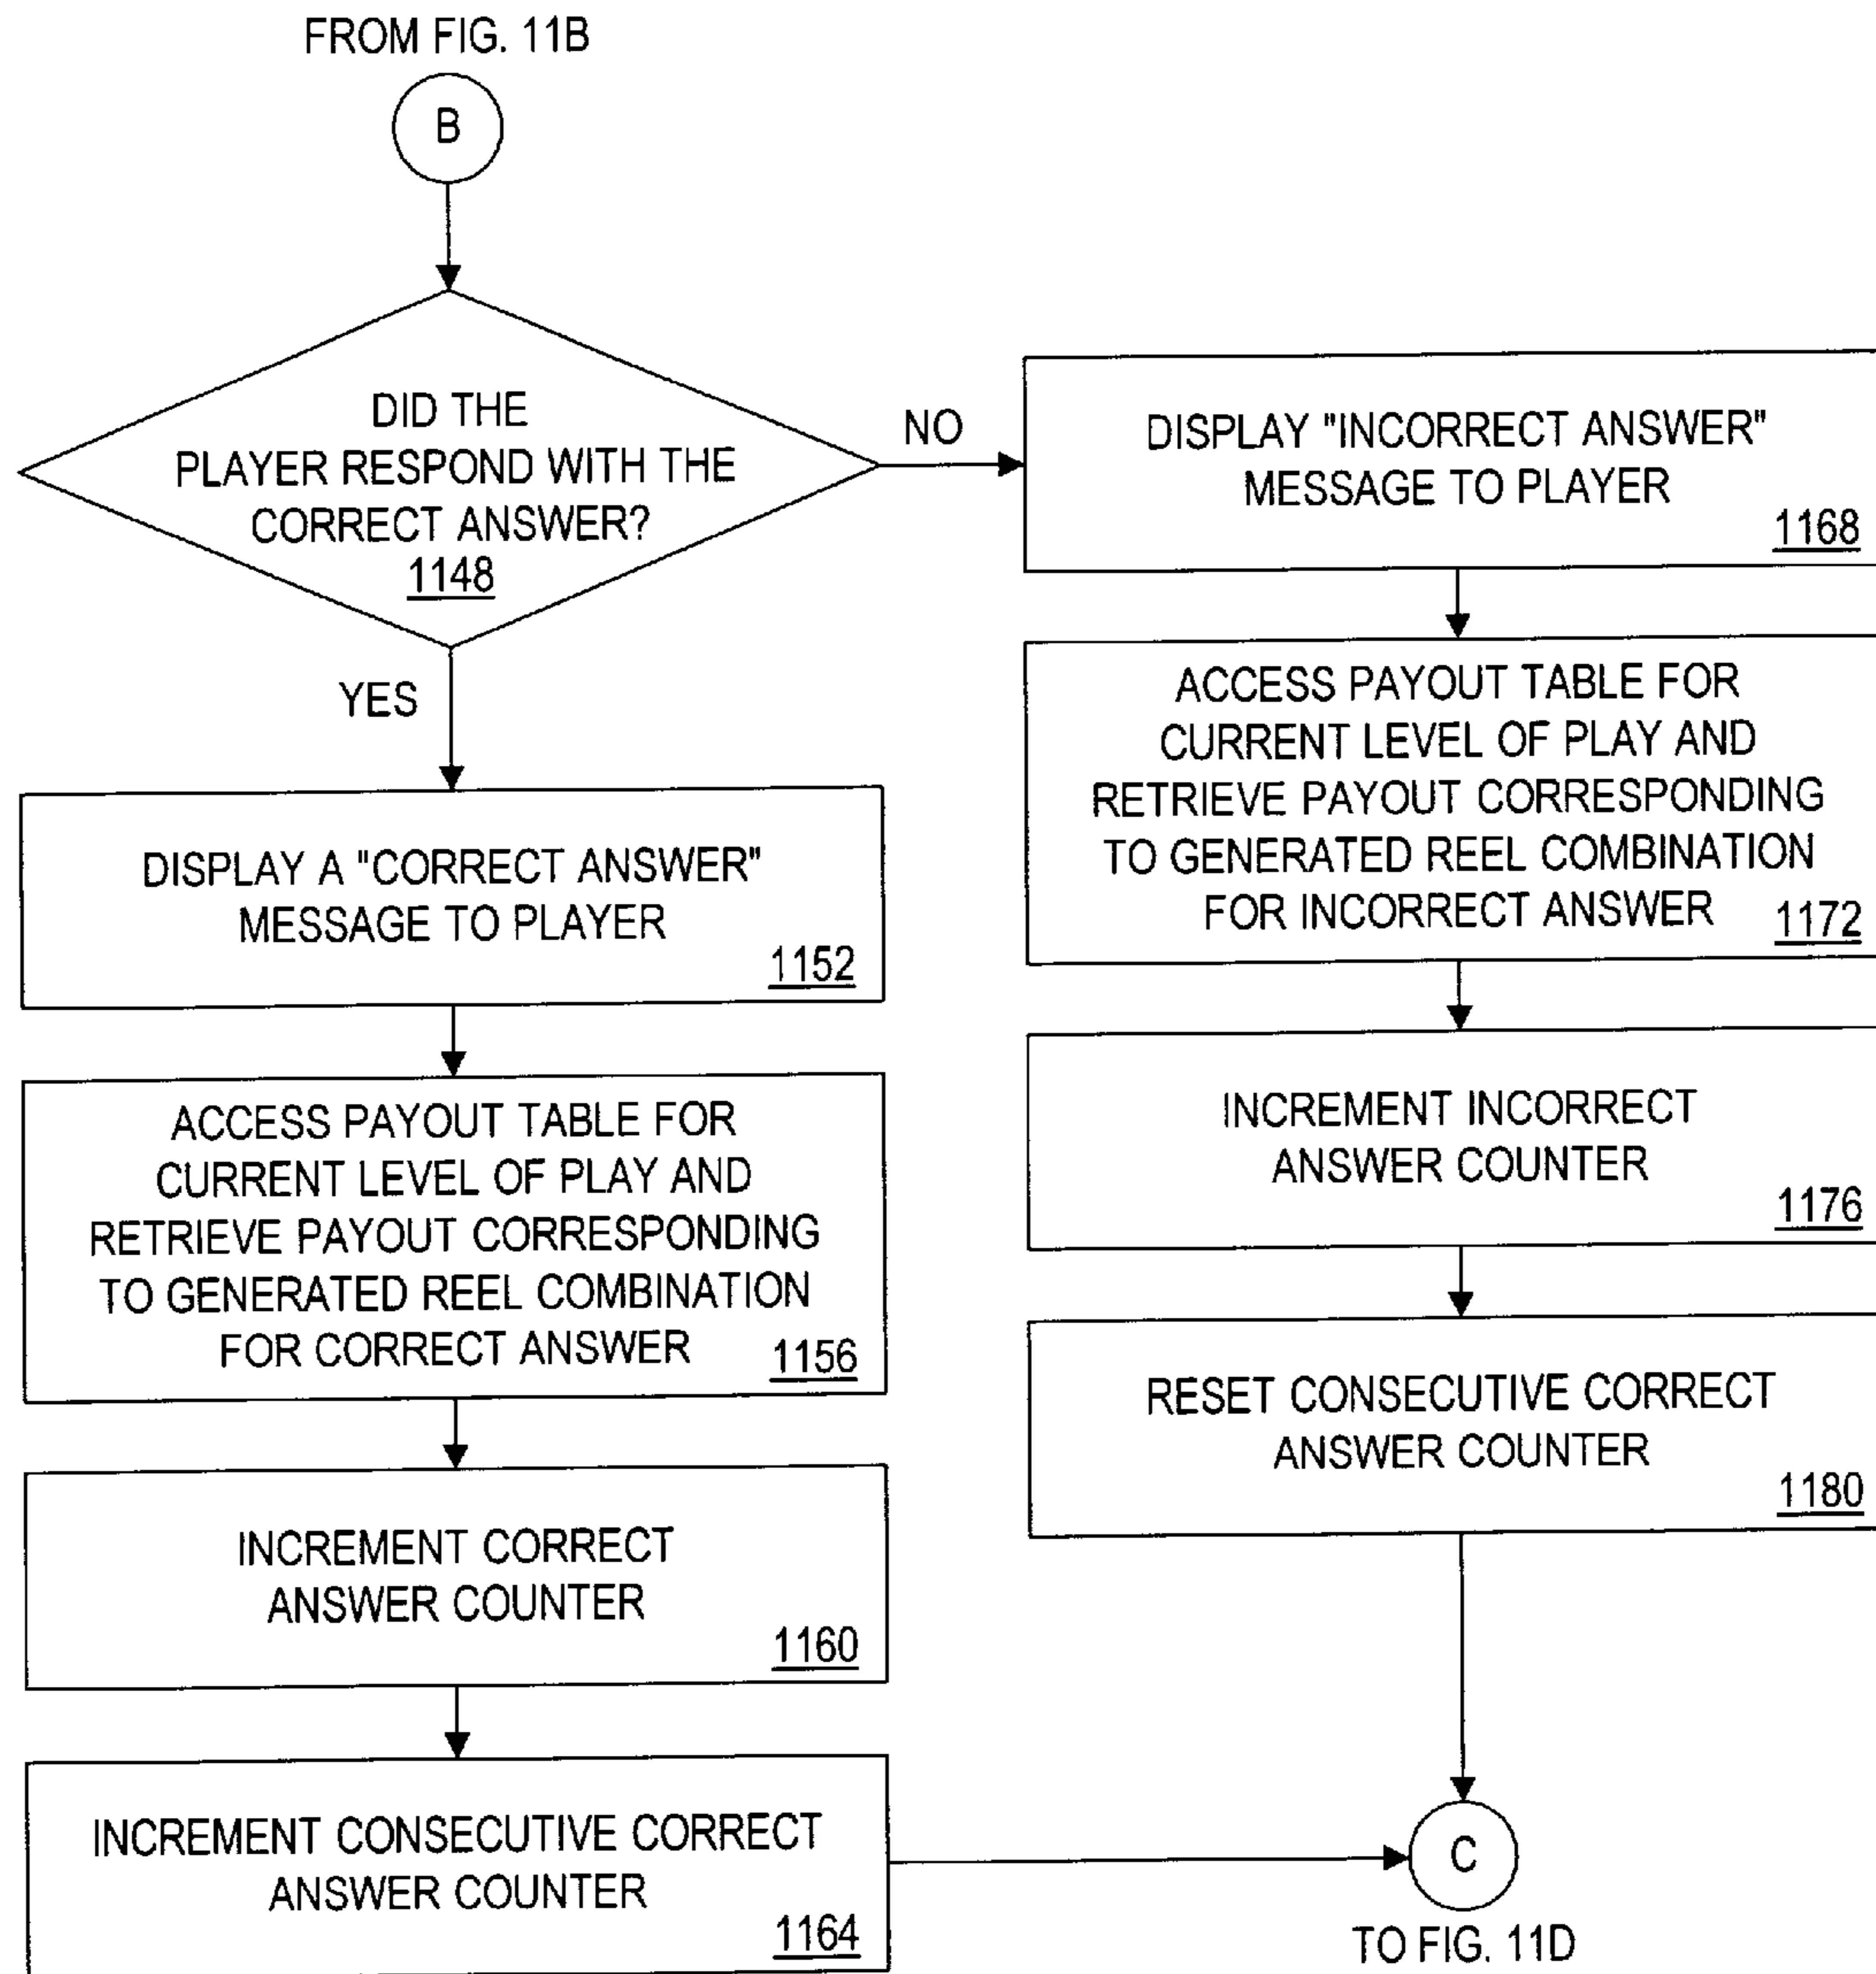 FROM FIG. 11B
B
DID THE
PLAYER RESPOND WITH THE
CORRECT ANSWER?
1148
NO
YES
DISPLAY A "CORRECT ANSWER"
MESSAGE TO PLAYER
1152
ACCESS PAYOUT TABLE FOR
CURRENT LEVEL OF PLAY AND
RETRIEVE PAYOUT CORRESPONDING
TO GENERATED REEL COMBINATION
FOR CORRECT ANSWER
1156
INCREMENT CORRECT
ANSWER COUNTER
1160
INCREMENT CONSECUTIVE CORRECT
ANSWER COUNTER
1164
DISPLAY "INCORRECT ANSWER"
MESSAGE TO PLAYER
1168
ACCESS PAYOUT TABLE FOR
CURRENT LEVEL OF PLAY AND
RETRIEVE PAYOUT CORRESPONDING
TO GENERATED REEL COMBINATION
FOR INCORRECT ANSWER
1172
INCREMENT INCORRECT
ANSWER COUNTER
1176
RESET CONSECUTIVE CORRECT
ANSWER COUNTER
1180
C
TO FIG. 11D